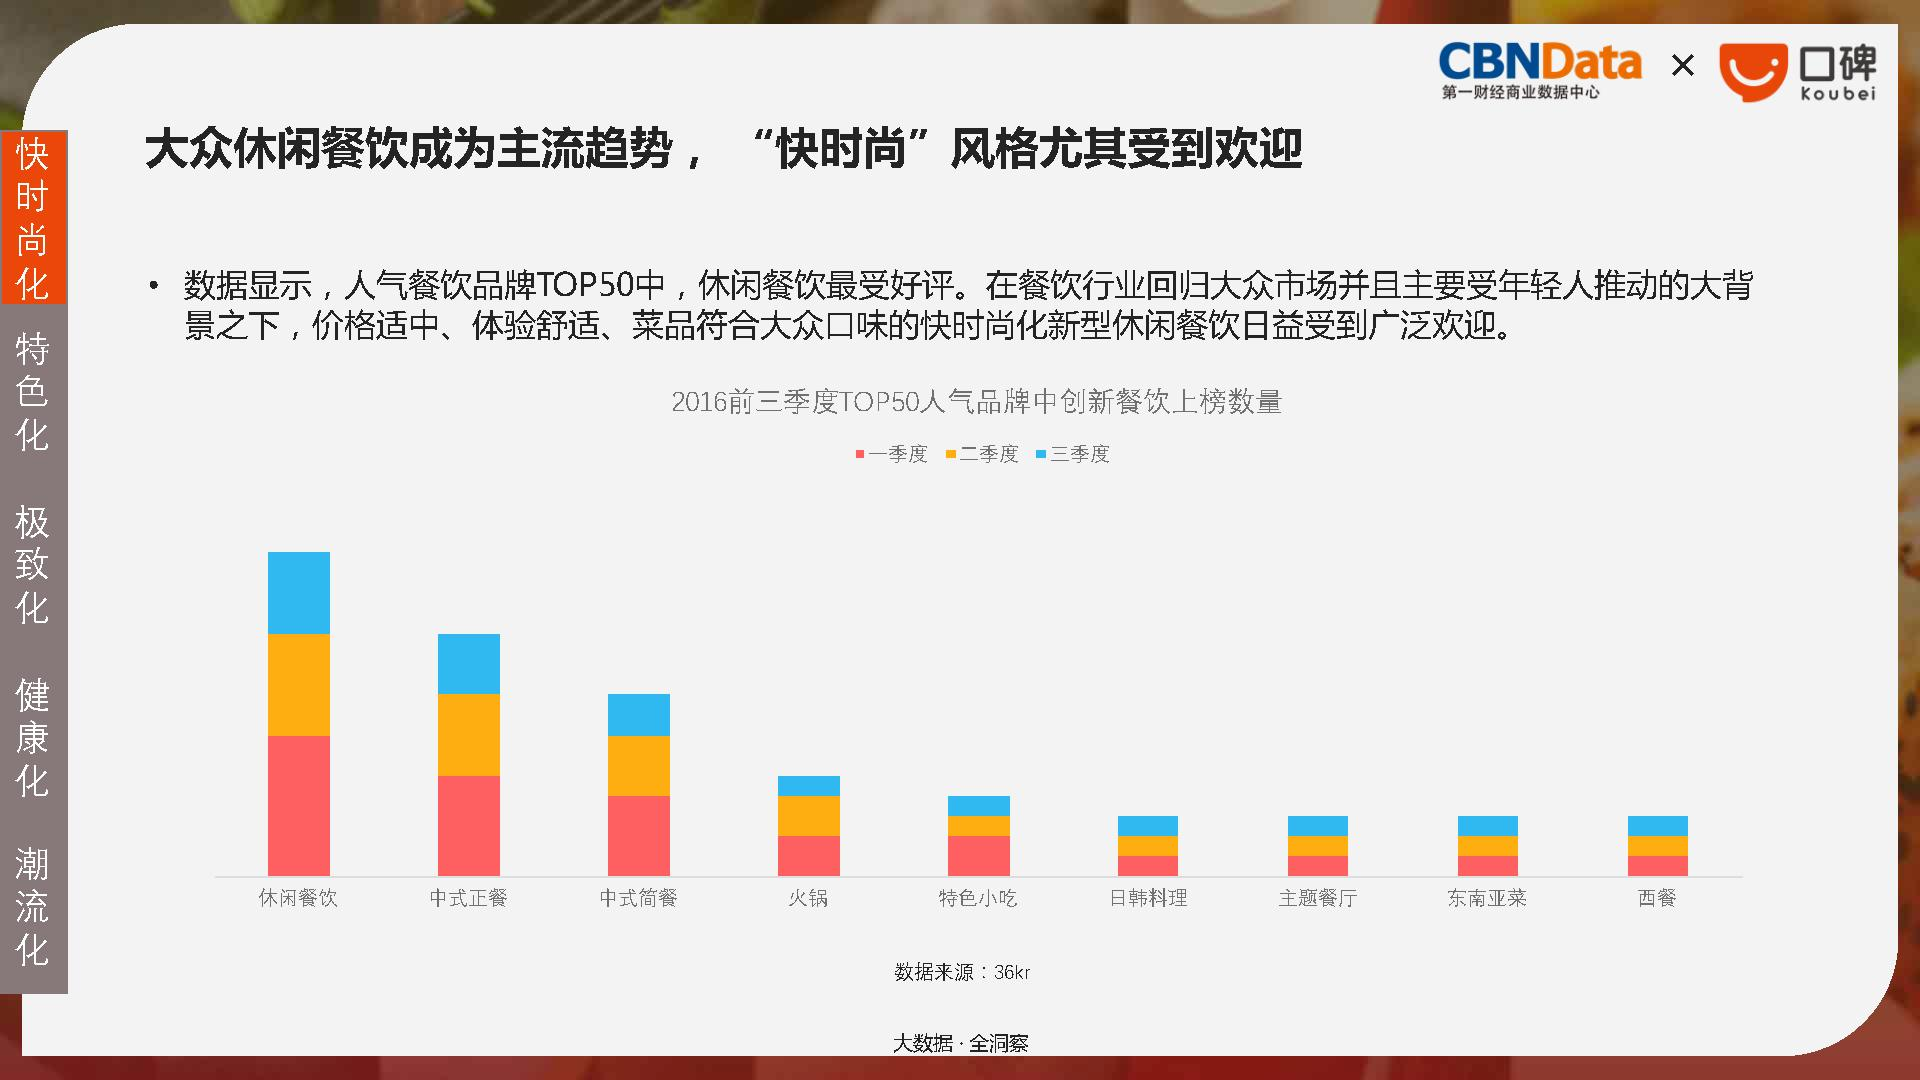 CBNData
第一财经商业数据中心
×
口碑
Koubei
大众休闲餐饮成为主流趋势， “快时尚”风格尤其受到欢迎
快时尚化
特色化
极致化
健康化
潮流化
• 数据显示，人气餐饮品牌TOP50中，休闲餐饮最受好评。在餐饮行业回归大众市场并且主要受年轻人推动的大背
景之下，价格适中、体验舒适、菜品符合大众口味的快时尚化新型休闲餐饮日益受到广泛欢迎。
2016前三季度TOP50人气品牌中创新餐饮上榜数量
一季度 二季度 三季度
休闲餐饮 中式正餐 中式简餐 火锅 特色小吃 日韩料理 主题餐厅 东南亚菜 西餐
数据来源：36kr
大数据·全洞察